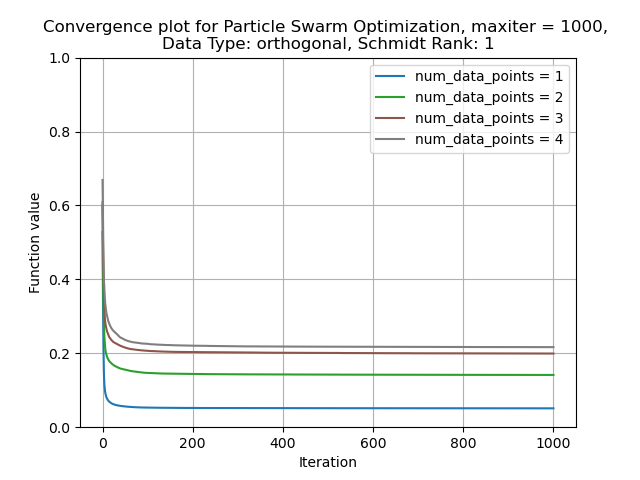 Convergence plot for Particle Swarm Optimization, maxiter = 1000,
Data Type: orthogonal, Schmidt Rank: 1
1.0
0.8
0.6
0.4
0.2
0.0
Function value
num_data_points = 1
num_data_points = 2
num_data_points = 3
num_data_points = 4
0 200 400 600 800 1000
Iteration